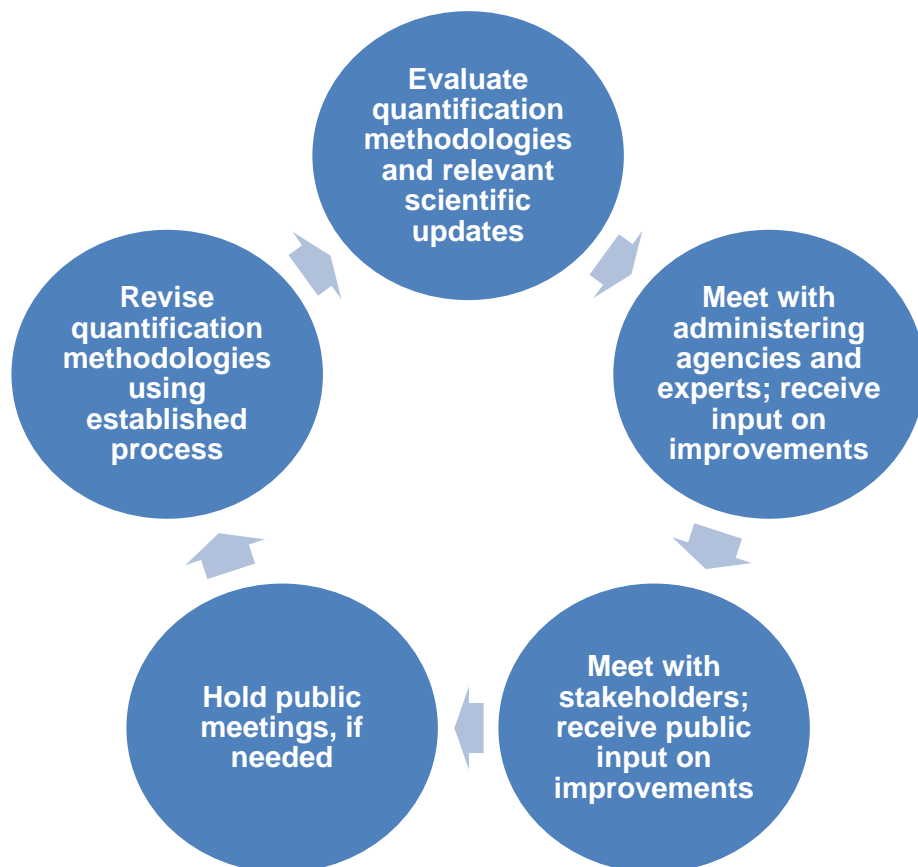 Evaluate
quantification
methodologies
and relevant
scientific
updates
Meet with
administering
agencies and
experts; receive
input on
improvements
Meet with
stakeholders;
receive public
input on
improvements
Hold public
meetings, if
needed
Revise
quantification
methodologies
using
established
process